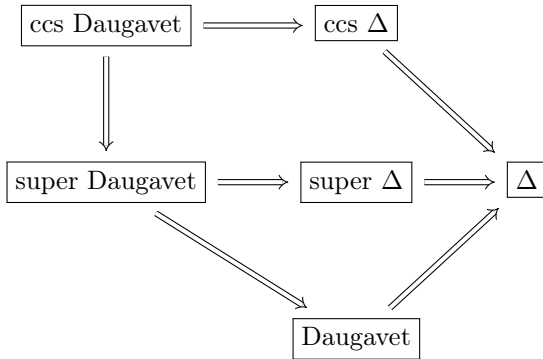 ccs Daugavet
ccs Δ
super Daugavet
super Δ
Δ
Daugavet